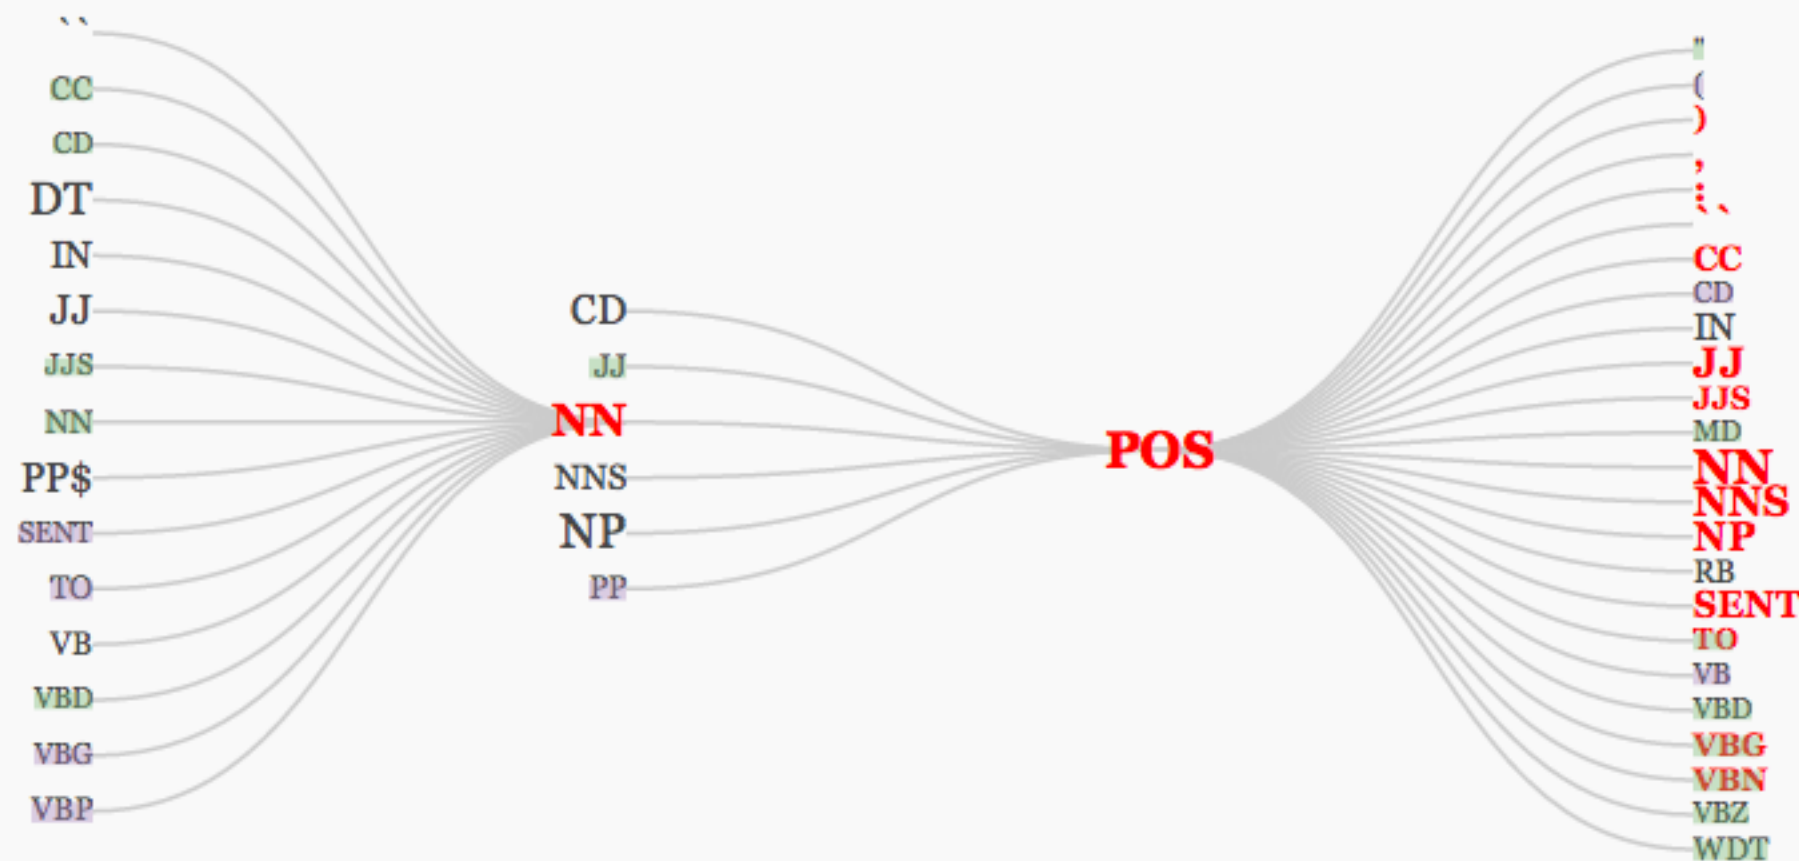 ``
CC
CD
DT
IN
JJ
JJS
NN
PP$
SENT
TO
VB
VBD
VBG
VBP
CD
JJ
NN
NNS
NP
PP
POS
"
(
)
,
:
``
CC
CD
IN
JJ
JJS
MD
NN
NNS
NP
RB
SENT
TO
VB
VBD
VBG
VBN
VBZ
WDT